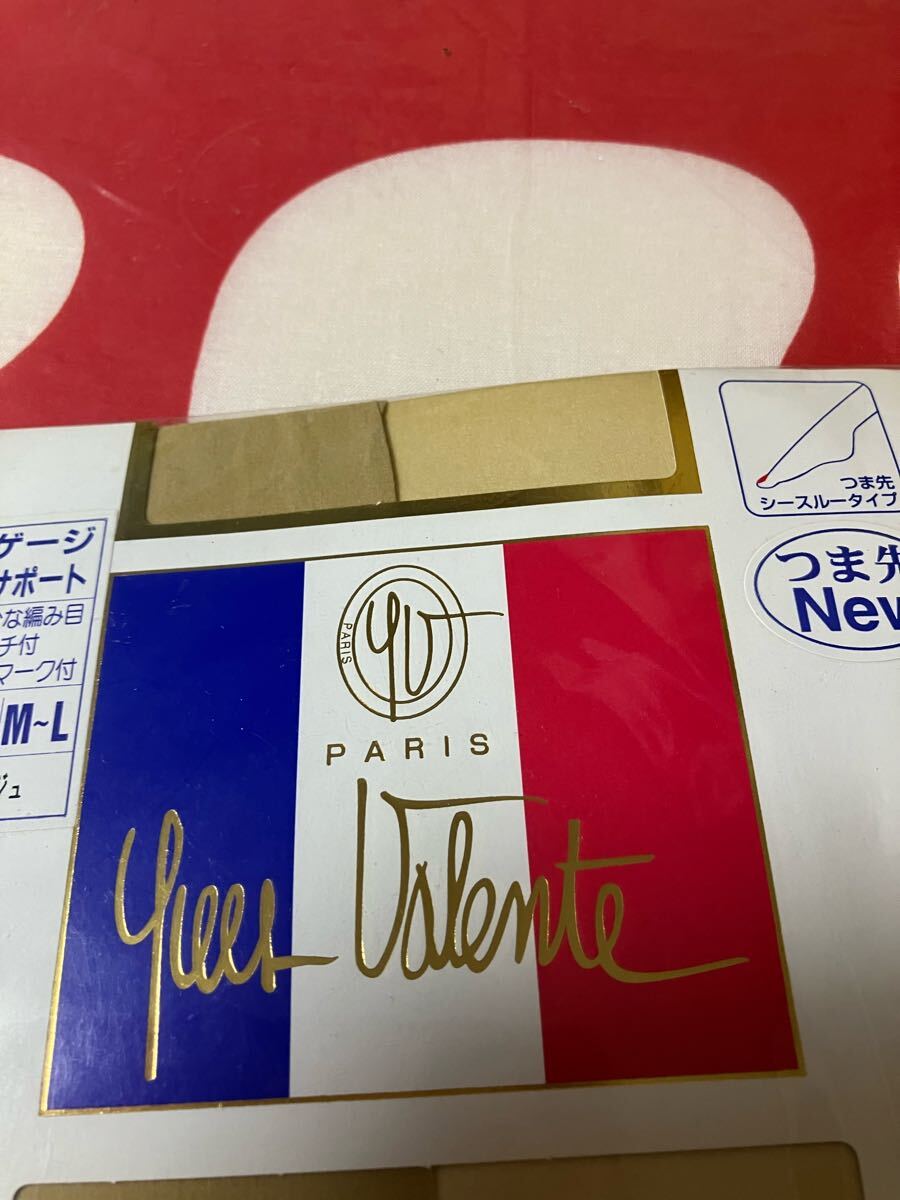 つま先
シースルータイプ
つま先
New
ゲージ
サポート
な編み目
チ付
マーク付
M~L
ジュ
PARIS
YV
PARIS
Yves Valente